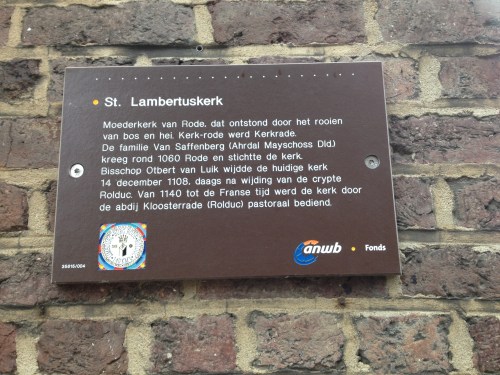 St. Lambertuskerk
Moederkerk van Rode, dat ontstond door het rooien
van bos en hei. Kerk-rode werd Kerkrade.
De familie Van Saffenberg (Ahrdal Mayschoss Dld.)
kreeg rond 1060 Rode en stichtte de kerk.
Bisschop Otbert van Luik wijdde de huidige kerk
14 december 1108, daags na wijding van de crypte
Rolduc. Van 1140 tot de Franse tijd werd de kerk door
de abdij Kloosterrade (Rolduc) pastoraal bediend.
anwb • Fonds